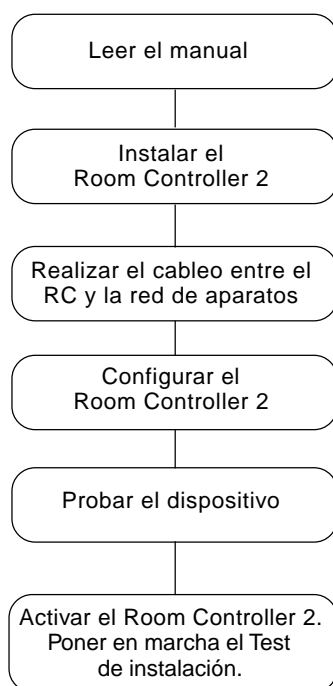 Leer el manual
Instalar el
Room Controller 2
Realizar el cableo entre el
RC y la red de aparatos
Configurar el
Room Controller 2
Probar el dispositivo
Activar el Room Controller 2.
Poner en marcha el Test
de instalación.